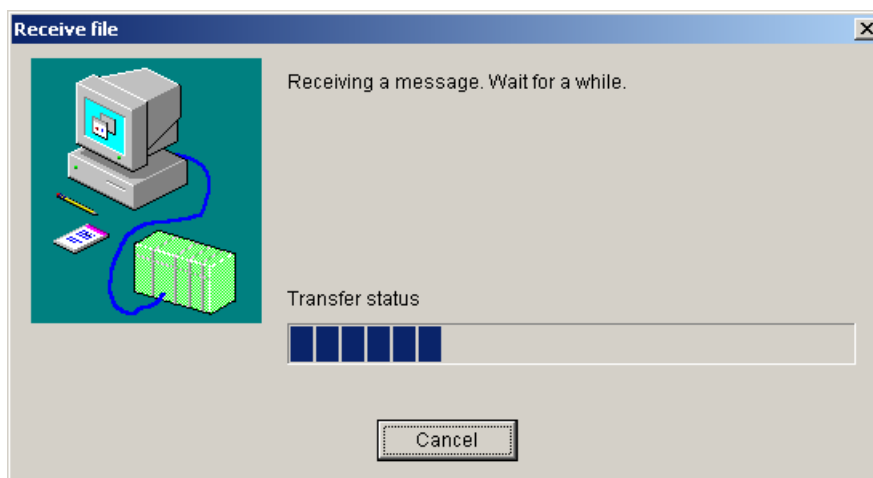 Receive file
Receiving a message. Wait for a while.
Transfer status
Cancel